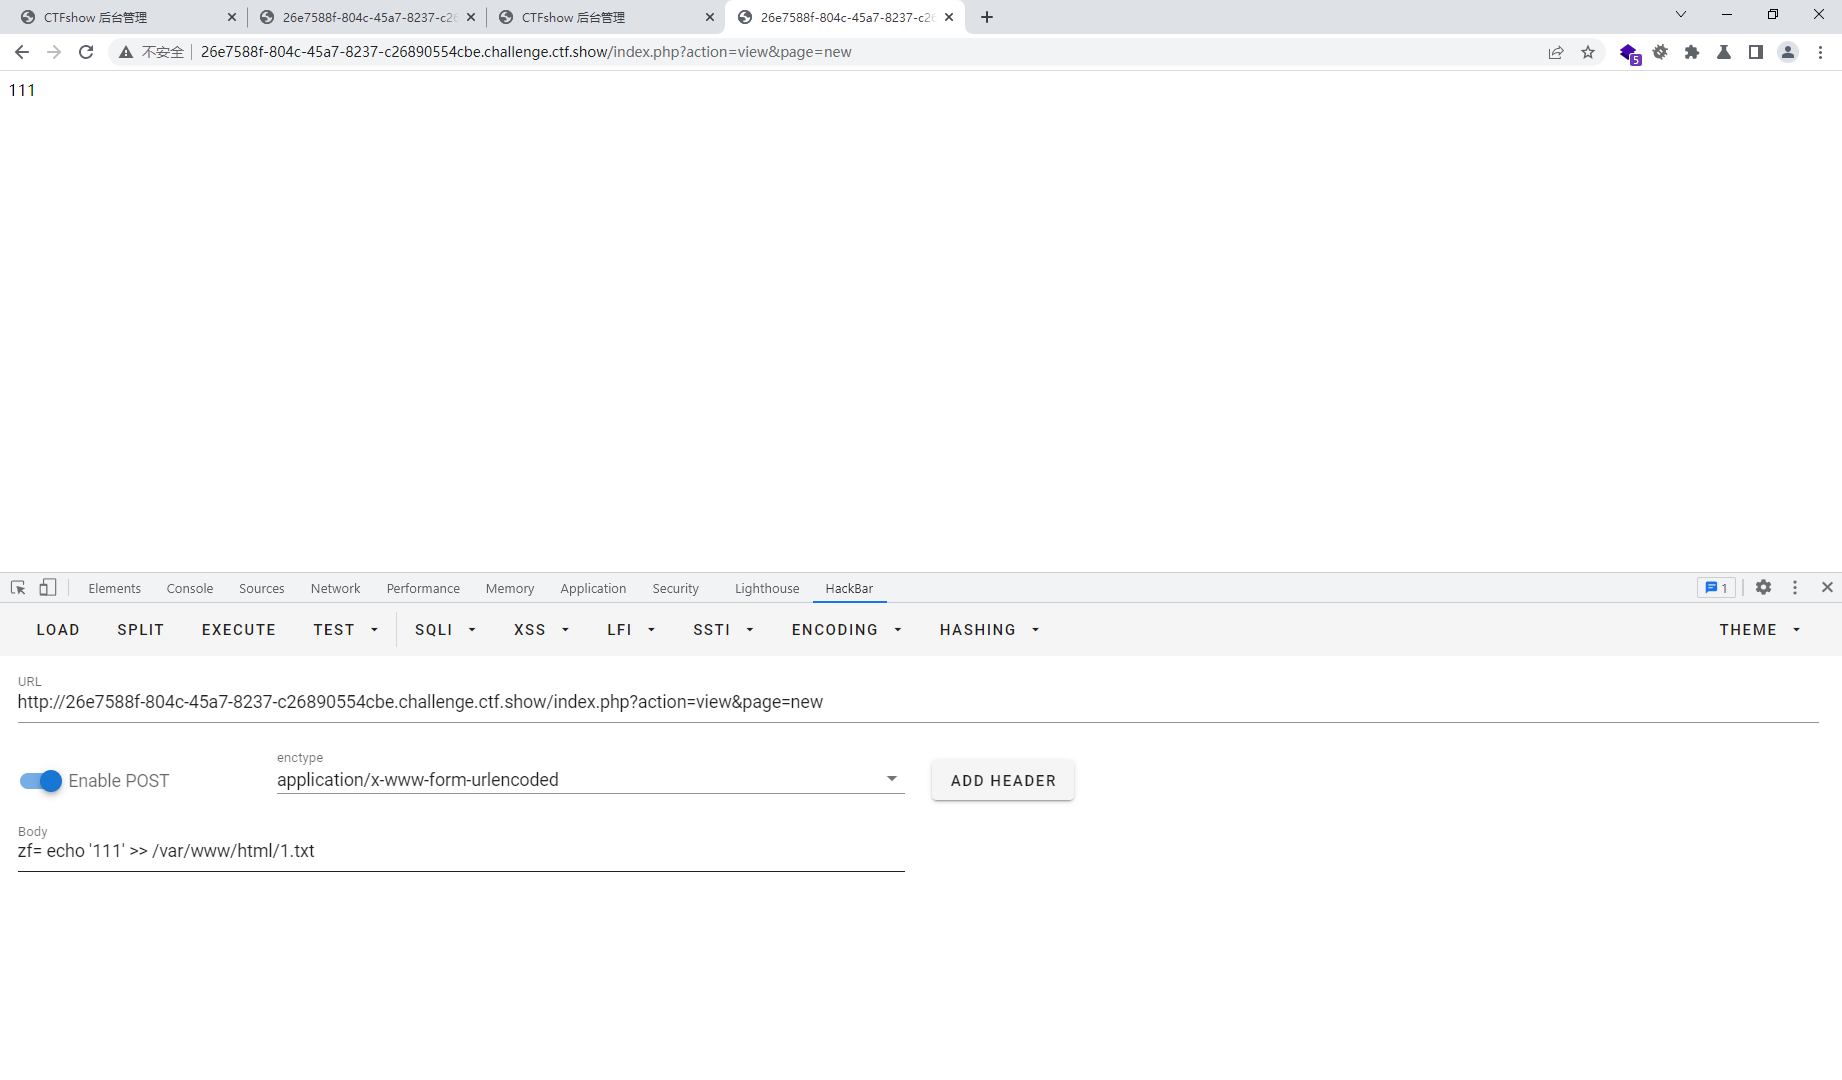 CTFshow 后台管理
26e7588f-804c-45a7-8237-c26
CTFshow 后台管理
26e7588f-804c-45a7-8237-c26
不安全 26e7588f-804c-45a7-8237-c26890554cbe.challenge.ctf.show/index.php?action=view&page=new
5
111
Elements Console Sources Network Performance Memory Application Security Lighthouse HackBar 1
LOAD SPLIT EXECUTE TEST SQLI XSS LFI SSTI ENCODING HASHING THEME
URL
http://26e7588f-804c-45a7-8237-c26890554cbe.challenge.ctf.show/index.php?action=view&page=new
Enable POST
enctype
application/x-www-form-urlencoded
ADD HEADER
Body
zf= echo '111' >> /var/www/html/1.txt